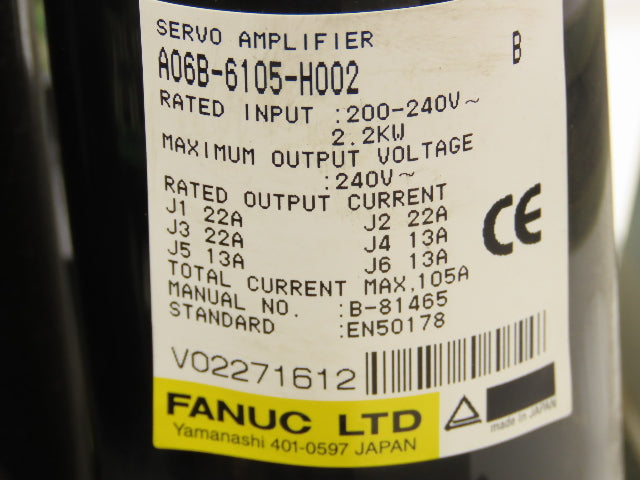 SERVO AMPLIFIER
B
A06B-6105-H002
RATED INPUT :200-240V~
2.2KW
MAXIMUM OUTPUT VOLTAGE
:240V~
RATED OUTPUT CURRENT
J1 22A J2 22A
J3 22A J4 13A
J5 13A J6 13A
TOTAL CURRENT MAX.105A
MANUAL NO. :B-81465
STANDARD :EN50178
CE
V02271612
FANUC LTD
Yamanashi 401-0597 JAPAN
made in JAPAN